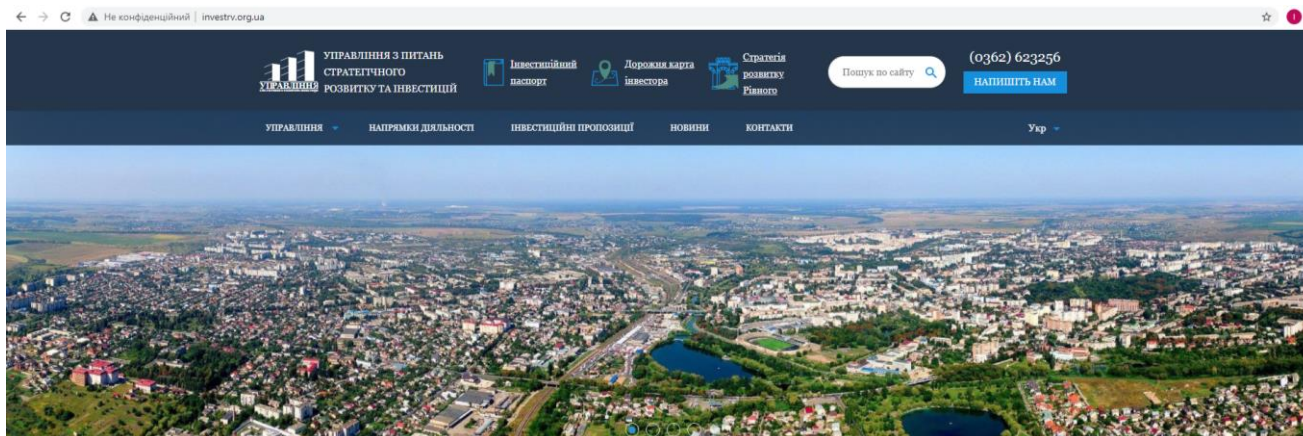 Не конфіденційний | investrv.org.ua
І
УПРАВЛІННЯ З ПИТАНЬ
СТРАТЕГІЧНОГО
РОЗВИТКУ ТА ІНВЕСТИЦІЙ
УПРАВЛІННЯ
Інвестиційний
паспорт
Дорожня карта
інвестора
Стратегія
розвитку
Рівного
Пошук по сайту
(0362) 623256
НАПИШІТЬ НАМ
УПРАВЛІННЯ
НАПРЯМКИ ДІЯЛЬНОСТІ
ІНВЕСТИЦІЙНІ ПРОПОЗИЦІЇ
НОВИНИ
КОНТАКТИ
Укр